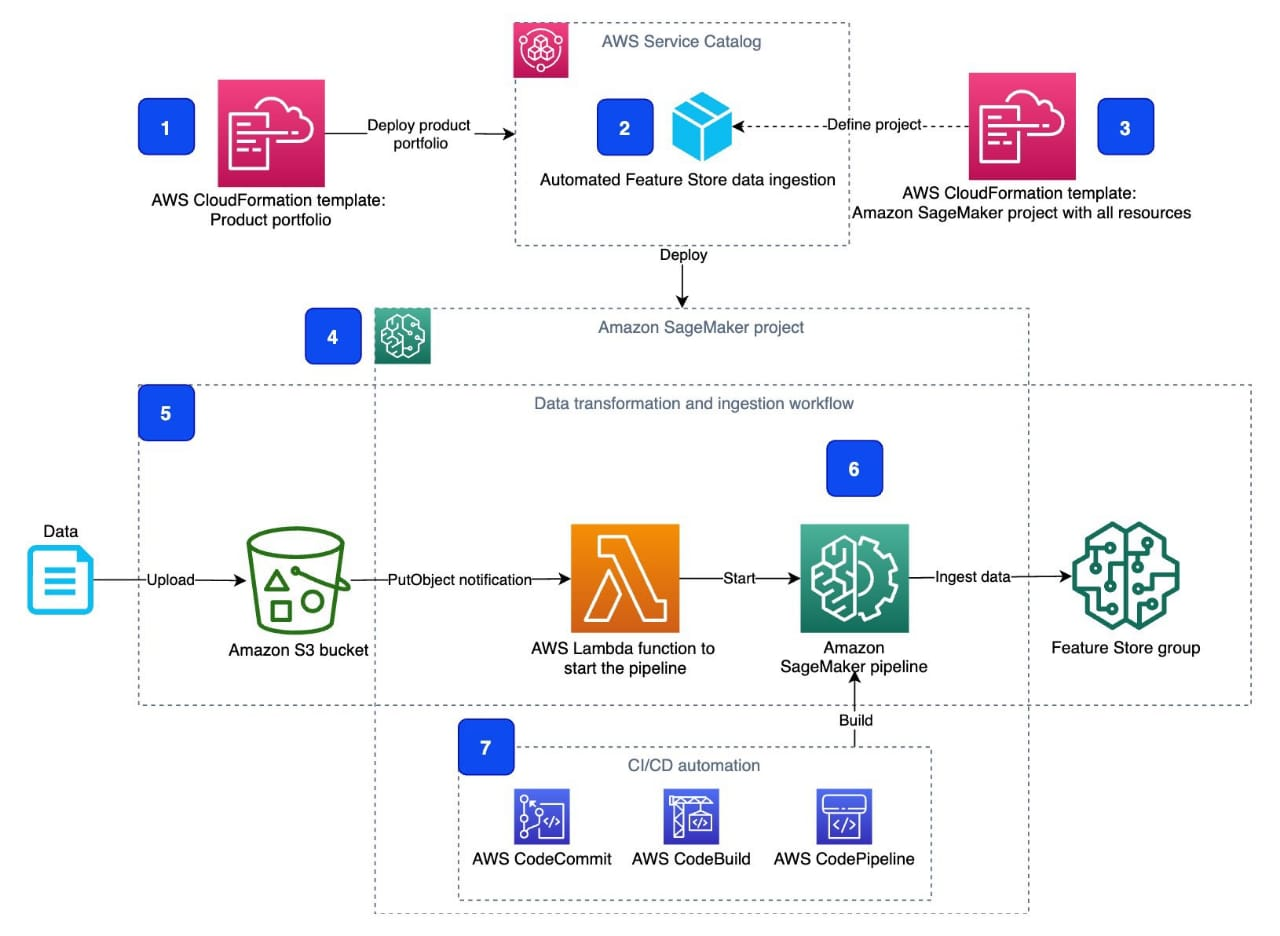 AWS Service Catalog
1
Deploy product
portfolio
2
Define project
3
Automated Feature Store data ingestion
AWS CloudFormation template:
Product portfolio
AWS CloudFormation template:
Amazon SageMaker project with all resources
Deploy
4
Amazon SageMaker project
5
Data transformation and ingestion workflow
6
Data
Upload
PutObject notification
Start
Ingest data
Amazon S3 bucket
AWS Lambda function to
start the pipeline
Amazon
SageMaker pipeline
Feature Store group
Build
7
CI/CD automation
AWS CodeCommit
AWS CodeBuild
AWS CodePipeline